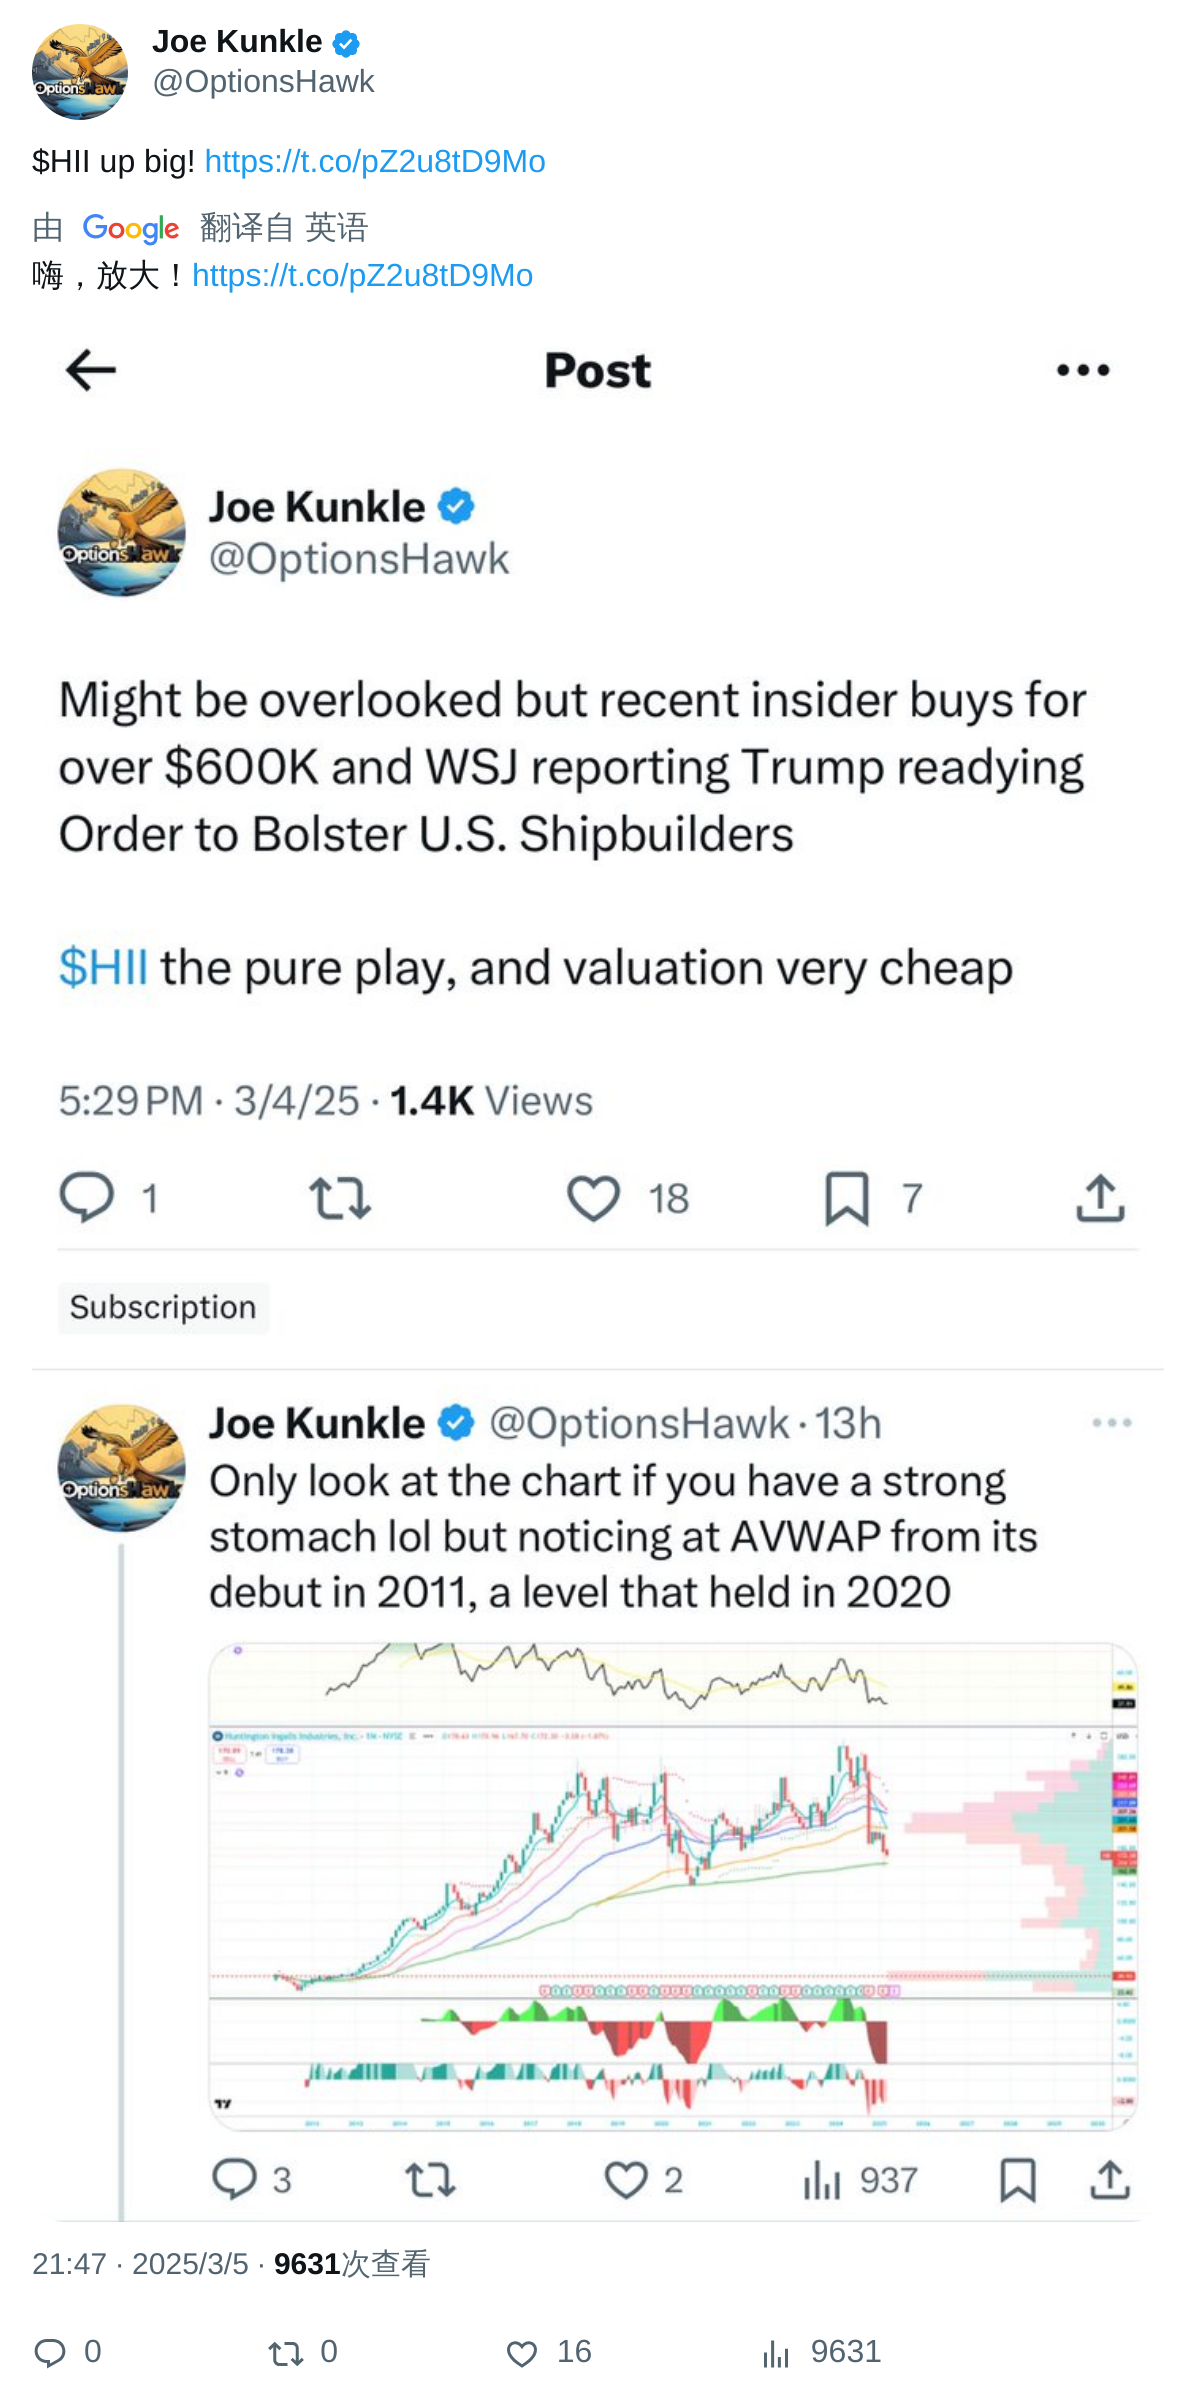 Joe Kunkle
@OptionsHawk
$HII up big! https://t.co/pZ2u8tD9Mo
由 Google 翻译自 英语
嗨，放大！https://t.co/pZ2u8tD9Mo
Post
Joe Kunkle
@OptionsHawk
Might be overlooked but recent insider buys for
over $600K and WSJ reporting Trump readying
Order to Bolster U.S. Shipbuilders
$HII the pure play, and valuation very cheap
5:29 PM · 3/4/25 · 1.4K Views
1 18 7
Subscription
Joe Kunkle @OptionsHawk · 13h
Only look at the chart if you have a strong
stomach lol but noticing at AVWAP from its
debut in 2011, a level that held in 2020
Huntington Ingalls Industries, Inc. · 1M · NYSE
3 2 937
21:47 · 2025/3/5 · 9631次查看
0 0 16 9631